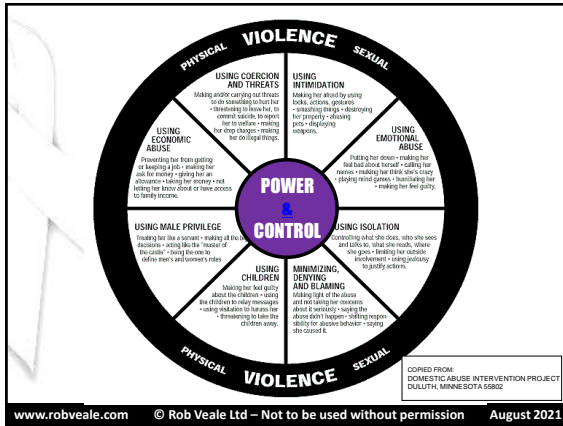 PHYSICAL VIOLENCE SEXUAL
USING COERCION
AND THREATS
Making and/or carrying out threats
to do something to hurt her
• threatening to leave her, to
commit suicide, to report
her to welfare • making
her drop charges • making
her do illegal things.
USING
INTIMIDATION
Making her afraid by using
looks, actions, gestures
• smashing things • destroying
her property • abusing
pets • displaying
weapons.
USING
ECONOMIC
ABUSE
Preventing her from getting
or keeping a job • making her
ask for money • giving her an
allowance • taking her money • not
letting her know about or have access
to family income.
USING
EMOTIONAL
ABUSE
Putting her down • making her
feel bad about herself • calling her
names • making her think she's crazy
• playing mind games • humiliating her
• making her feel guilty.
POWER
&
CONTROL
USING MALE PRIVILEGE
Treating her like a servant • making all the big
decisions • acting like the "master of
the castle" • being the one to
define men's and women's roles
USING ISOLATION
Controlling what she does, who she sees
and talks to, what she reads, where
she goes • limiting her outside
involvement • using jealousy
to justify actions.
USING
CHILDREN
Making her feel guilty
about the children • using
the children to relay messages
• using visitation to harass her
• threatening to take the
children away.
MINIMIZING,
DENYING
AND BLAMING
Making light of the abuse
and not taking her concerns
about it seriously • saying the
abuse didn't happen • shifting respon-
sibility for abusive behavior • saying
she caused it.
PHYSICAL VIOLENCE SEXUAL
COPIED FROM:
DOMESTIC ABUSE INTERVENTION PROJECT
DULUTH, MINNESOTA 55802
www.robveale.com © Rob Veale Ltd – Not to be used without permission August 2021